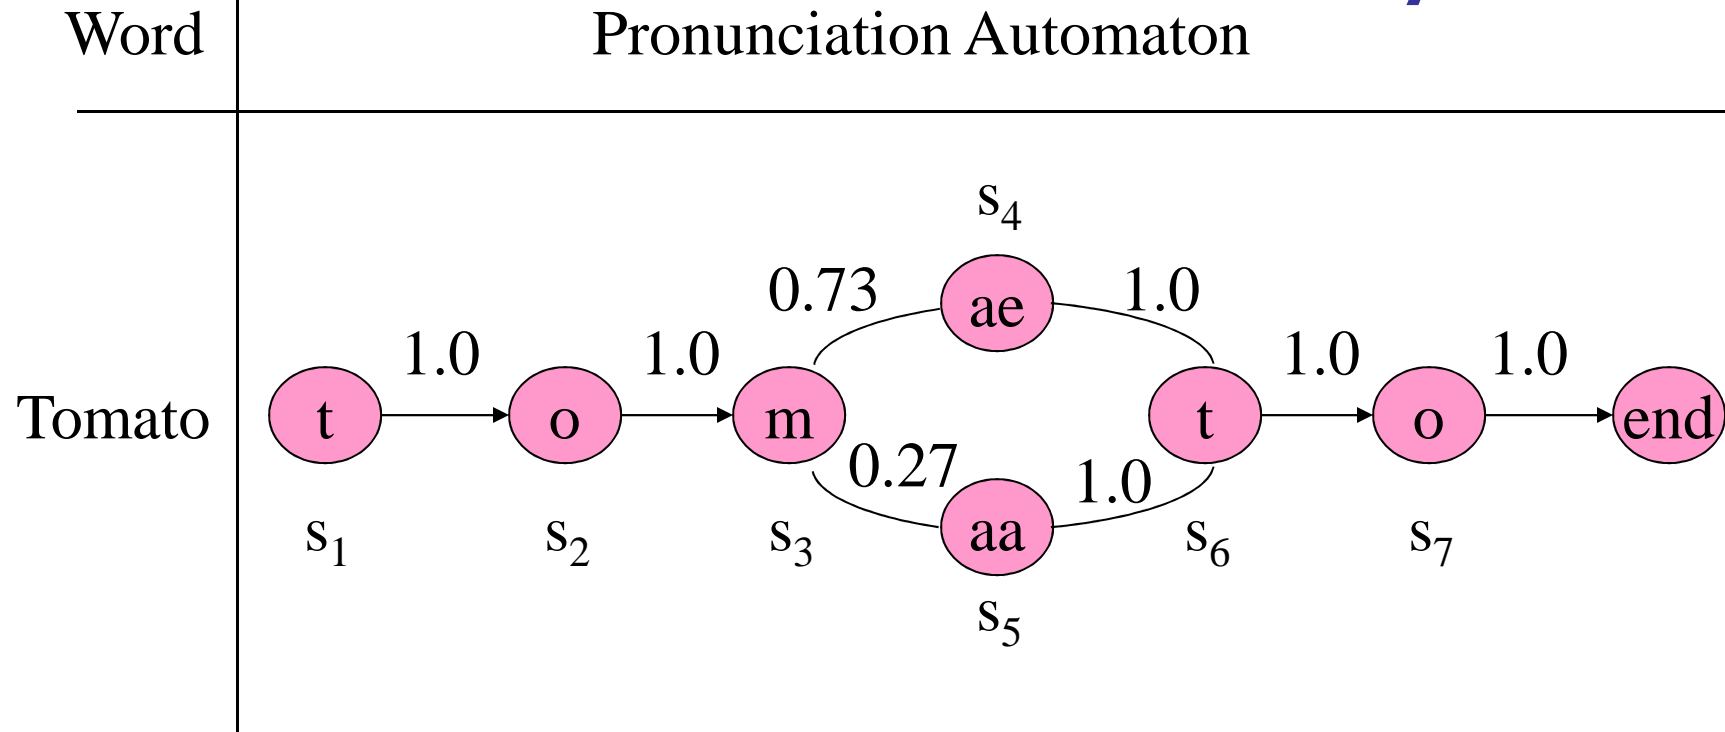 Word Pronunciation Automaton
s4
0.73 ae 1.0
1.0 1.0 1.0 1.0
Tomato t o m t o end
0.27 aa 1.0
s1 s2 s3 s6 s7
s5